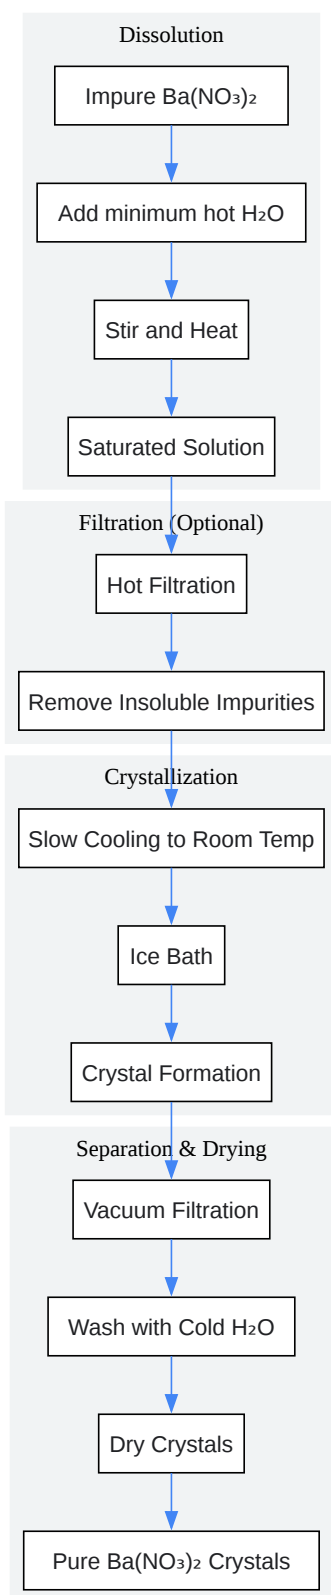 Dissolution
Impure Ba(NO₃)₂
Add minimum hot H₂O
Stir and Heat
Saturated Solution
Filtration (Optional)
Hot Filtration
Remove Insoluble Impurities
Crystallization
Slow Cooling to Room Temp
Ice Bath
Crystal Formation
Separation & Drying
Vacuum Filtration
Wash with Cold H₂O
Dry Crystals
Pure Ba(NO₃)₂ Crystals